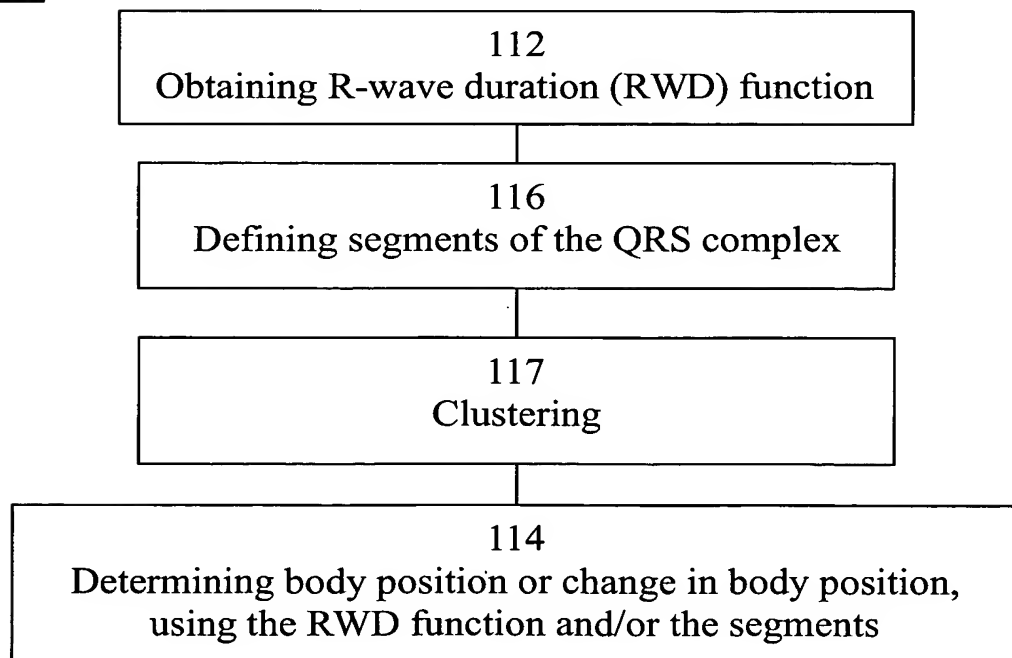 112
Obtaining R-wave duration (RWD) function
116
Defining segments of the QRS complex
117
Clustering
114
Determining body position or change in body position,
using the RWD function and/or the segments